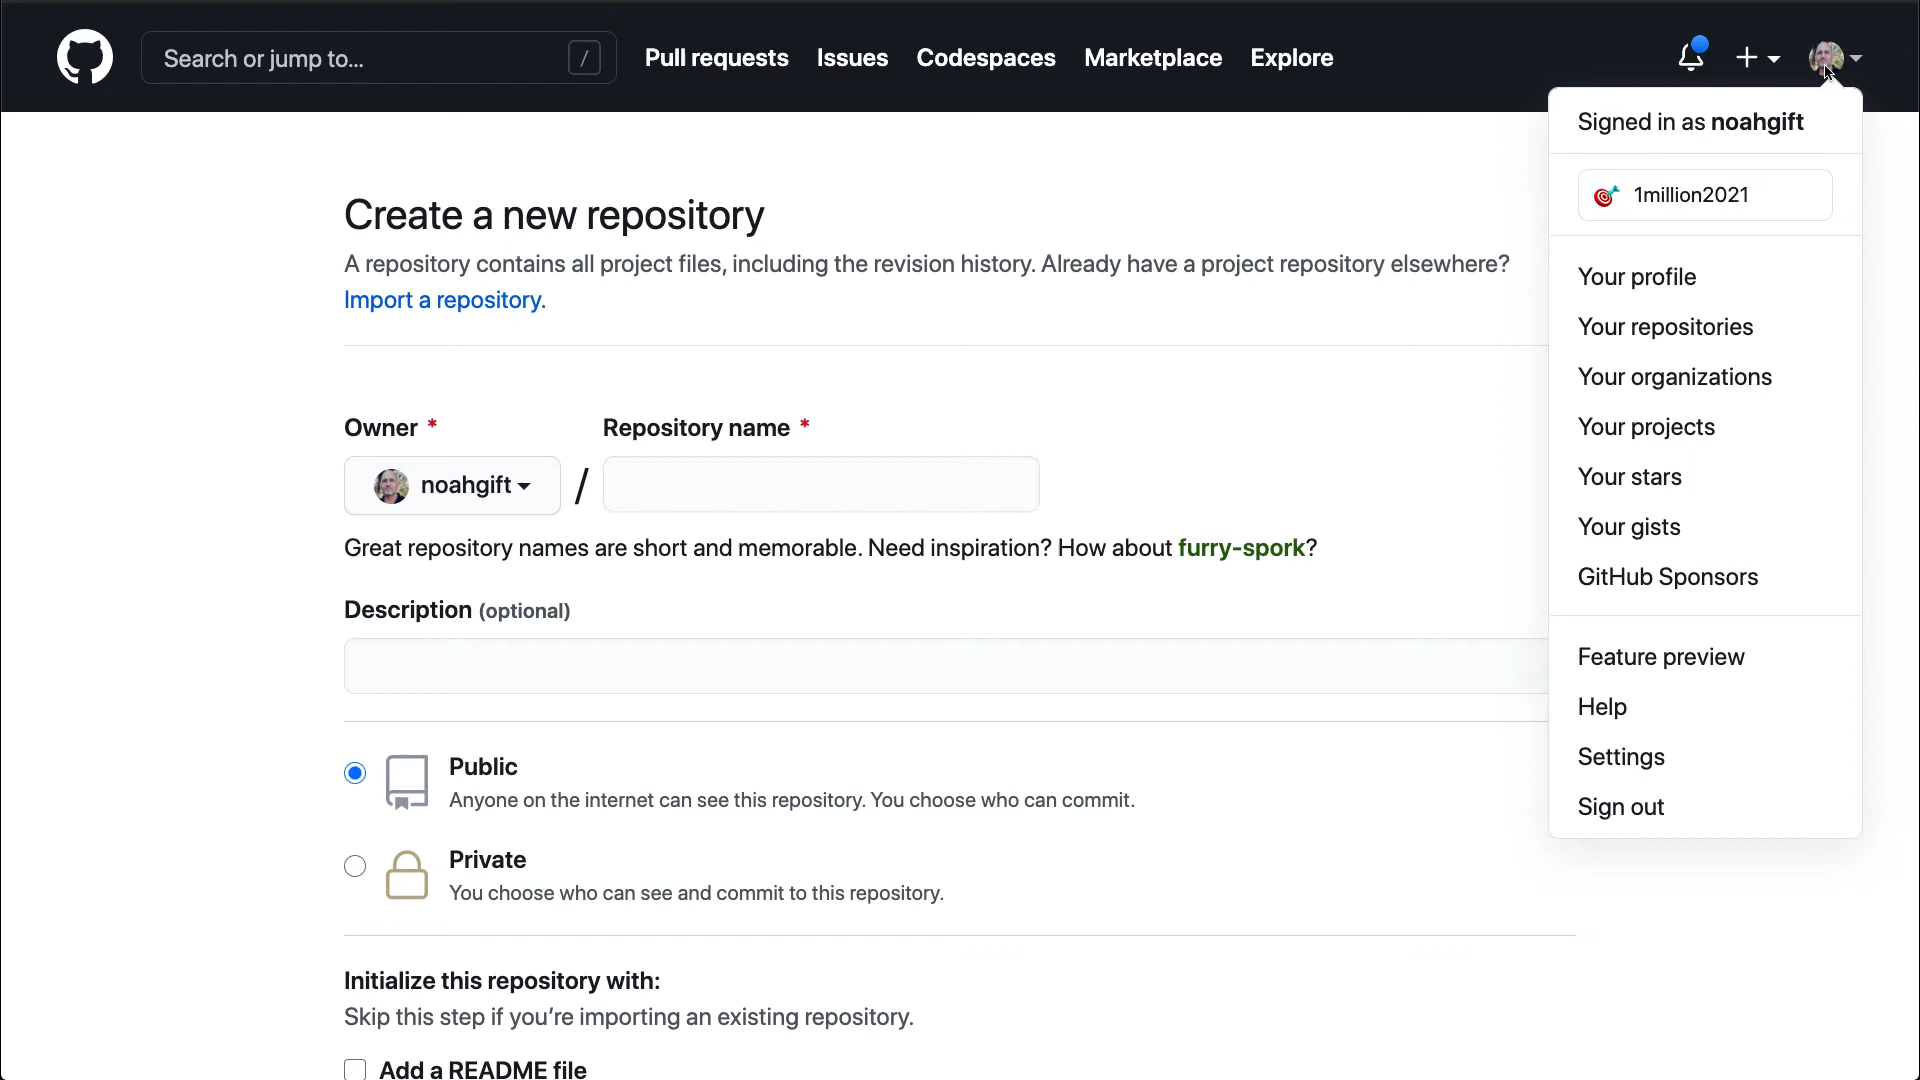 Search or jump to... /
Pull requests Issues Codespaces Marketplace Explore
Signed in as noahgift
1million2021
Your profile
Your repositories
Your organizations
Your projects
Your stars
Your gists
GitHub Sponsors
Feature preview
Help
Settings
Sign out
Create a new repository
A repository contains all project files, including the revision history. Already have a project repository elsewhere?
Import a repository.
Owner * Repository name *
noahgift /
Great repository names are short and memorable. Need inspiration? How about furry-spork?
Description (optional)
Public
Anyone on the internet can see this repository. You choose who can commit.
Private
You choose who can see and commit to this repository.
Initialize this repository with:
Skip this step if you’re importing an existing repository.
Add a README file